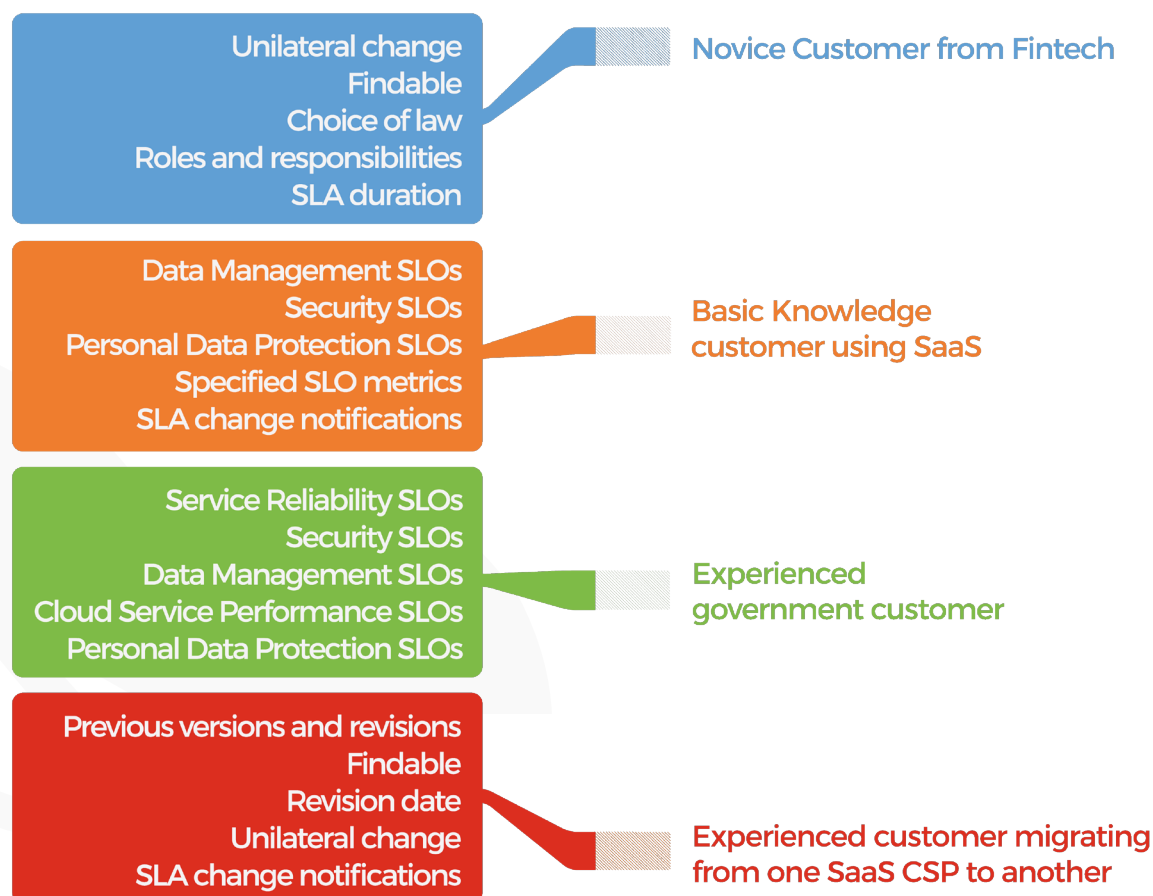 Unilateral change
Findable
Choice of law
Roles and responsibilities
SLA duration
Novice Customer from Fintech
Data Management SLOs
Security SLOs
Personal Data Protection SLOs
Specified SLO metrics
SLA change notifications
Basic Knowledge
customer using SaaS
Service Reliability SLOs
Security SLOs
Data Management SLOs
Cloud Service Performance SLOs
Personal Data Protection SLOs
Experienced
government customer
Previous versions and revisions
Findable
Revision date
Unilateral change
SLA change notifications
Experienced customer migrating
from one SaaS CSP to another